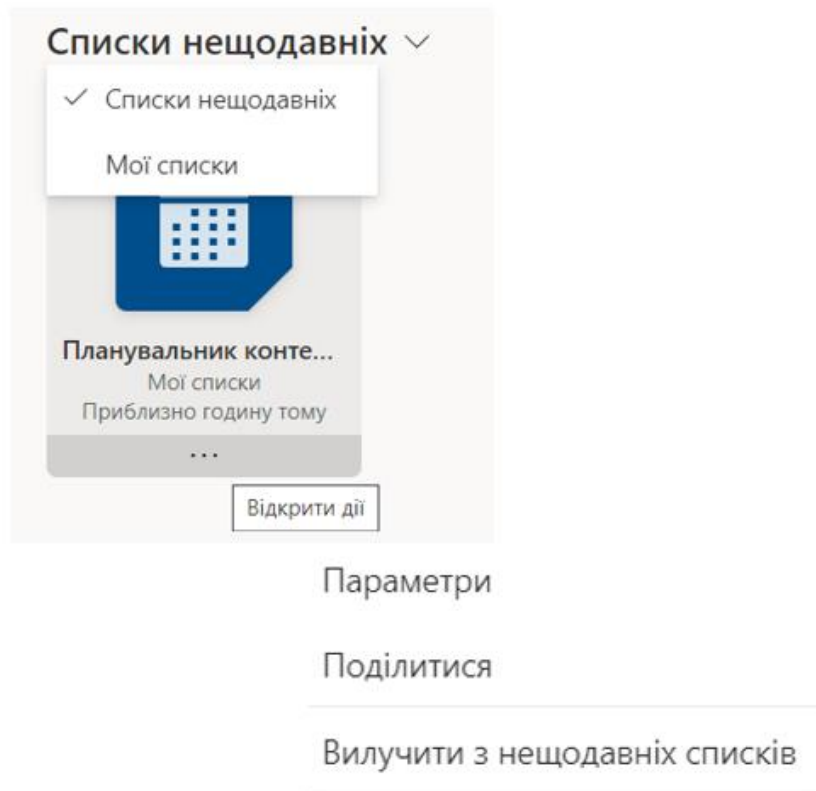 Списки нещодавніх
Списки нещодавніх
Мої списки
Планувальник конте...
Мої списки
Приблизно годину тому
...
Відкрити дії
Параметри
Поділитися
Вилучити з нещодавніх списків